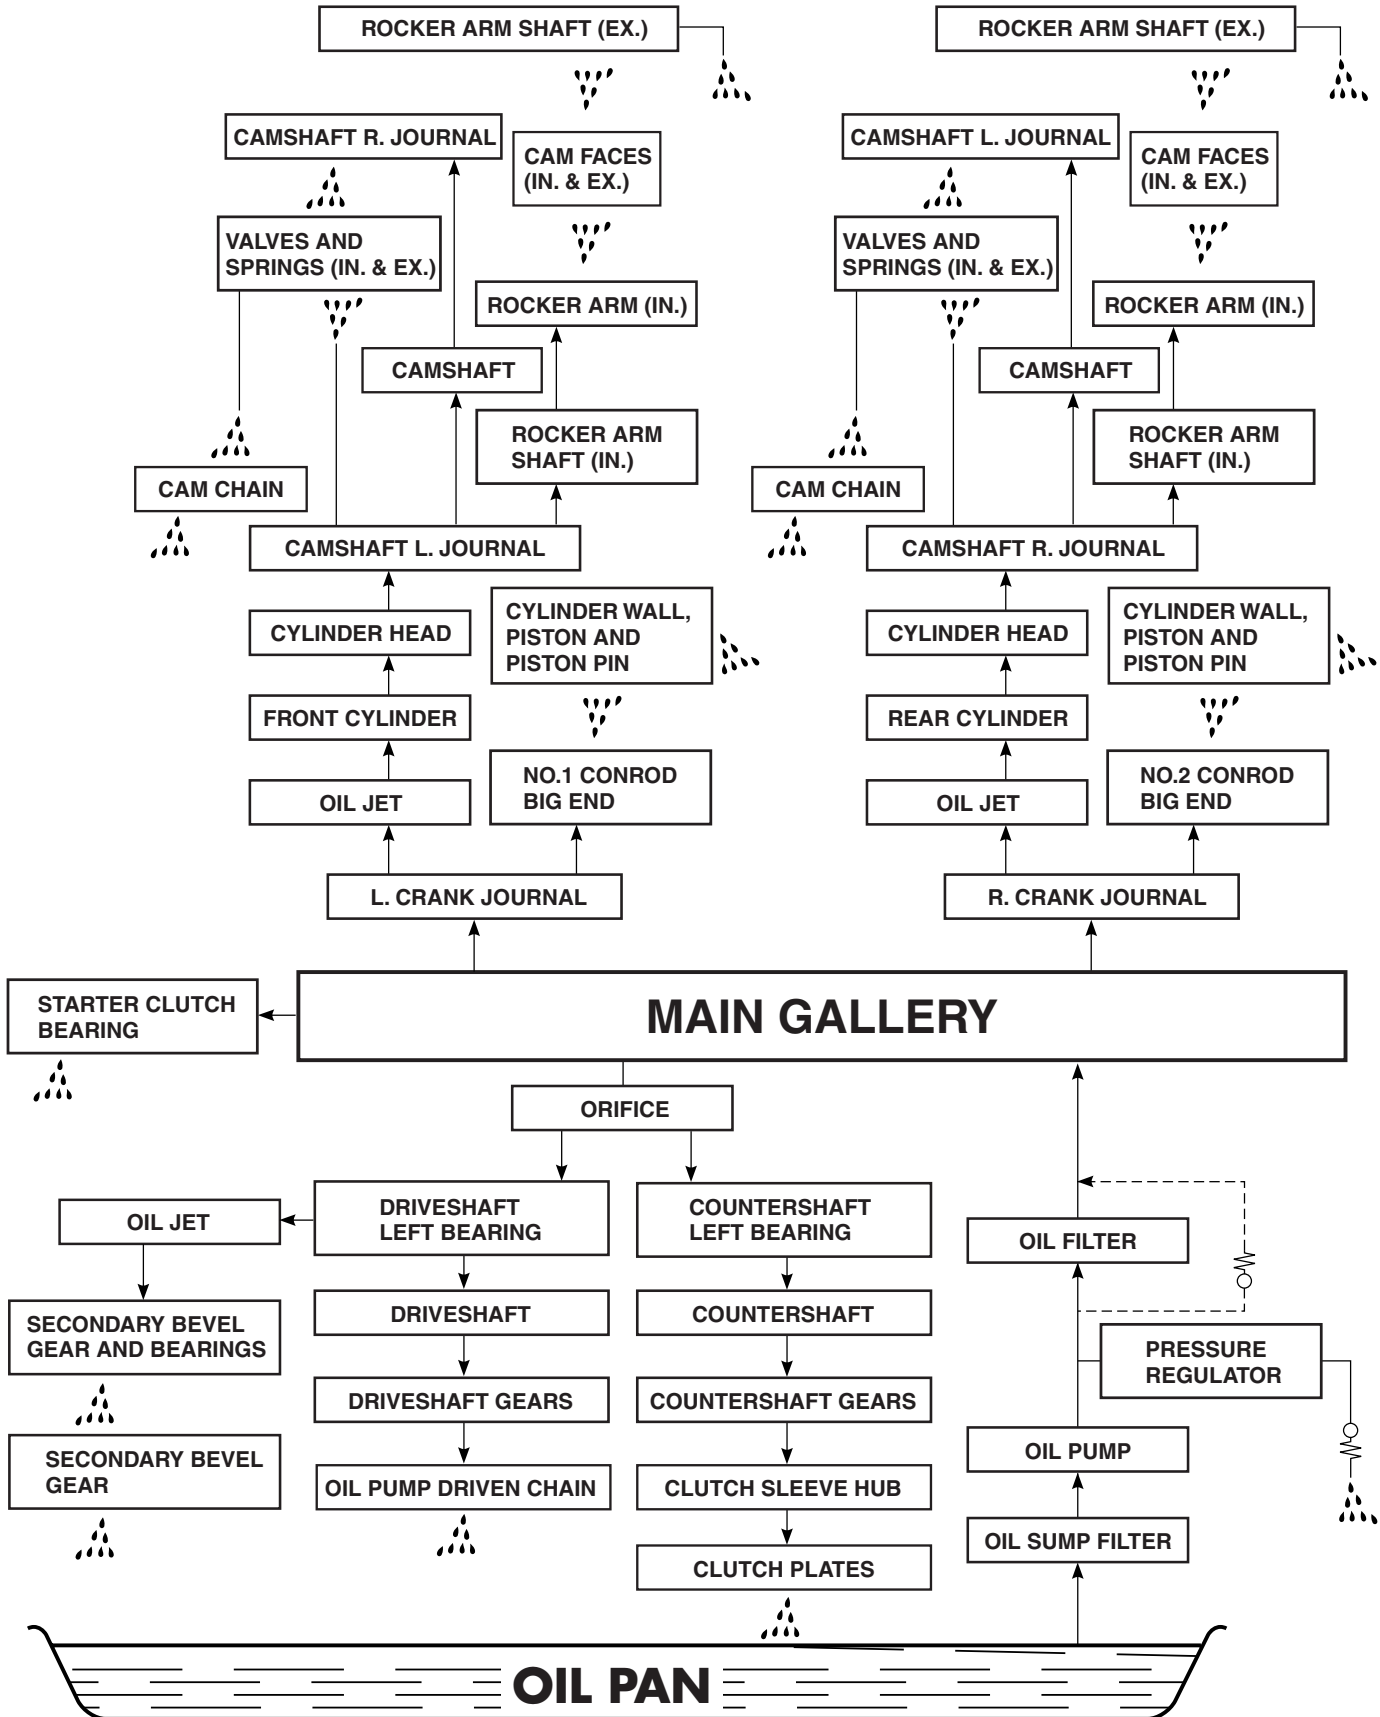 ROCKER ARM SHAFT (EX.)
ROCKER ARM SHAFT (EX.)
CAMSHAFT R. JOURNAL
CAM FACES
(IN. & EX.)
CAMSHAFT L. JOURNAL
CAM FACES
(IN. & EX.)
VALVES AND
SPRINGS (IN. & EX.)
VALVES AND
SPRINGS (IN. & EX.)
ROCKER ARM (IN.)
ROCKER ARM (IN.)
CAMSHAFT
CAMSHAFT
ROCKER ARM
SHAFT (IN.)
ROCKER ARM
SHAFT (IN.)
CAM CHAIN
CAM CHAIN
CAMSHAFT L. JOURNAL
CAMSHAFT R. JOURNAL
CYLINDER HEAD
CYLINDER WALL,
PISTON AND
PISTON PIN
CYLINDER HEAD
CYLINDER WALL,
PISTON AND
PISTON PIN
FRONT CYLINDER
REAR CYLINDER
OIL JET
NO.1 CONROD
BIG END
OIL JET
NO.2 CONROD
BIG END
L. CRANK JOURNAL
R. CRANK JOURNAL
STARTER CLUTCH
BEARING
MAIN GALLERY
ORIFICE
OIL JET
DRIVESHAFT
LEFT BEARING
COUNTERSHAFT
LEFT BEARING
OIL FILTER
SECONDARY BEVEL
GEAR AND BEARINGS
DRIVESHAFT
COUNTERSHAFT
PRESSURE
REGULATOR
DRIVESHAFT GEARS
COUNTERSHAFT GEARS
OIL PUMP
SECONDARY BEVEL
GEAR
OIL PUMP DRIVEN CHAIN
CLUTCH SLEEVE HUB
OIL SUMP FILTER
CLUTCH PLATES
OIL PAN